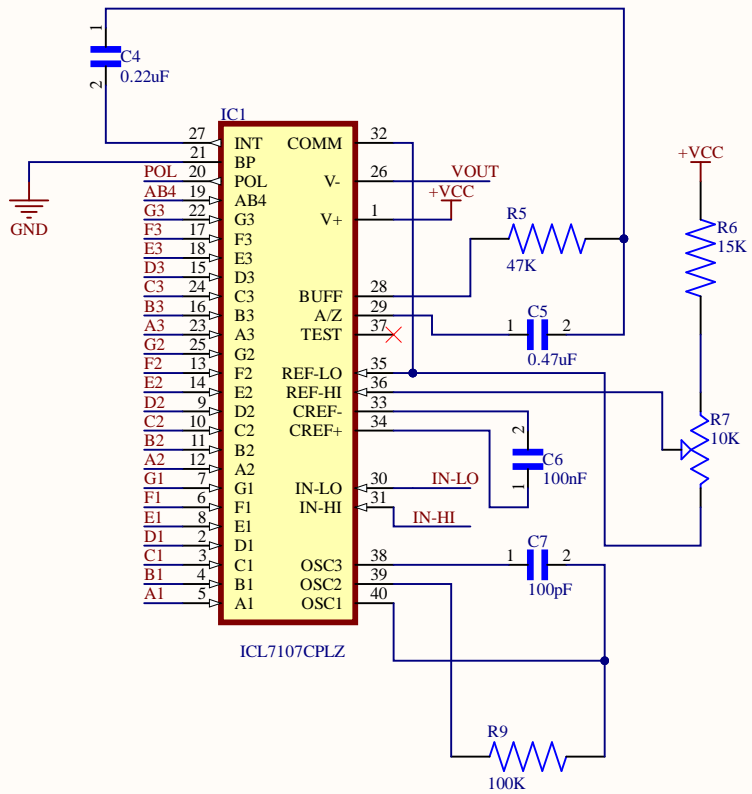 1
C4
0.22uF
2
IC1
27 INT COMM 32
21 BP
POL 20 POL V- 26 VOUT
AB4 19 AB4 +VCC
G3 22 G3 V+ 1
F3 17 F3
E3 18 E3
D3 15 D3
C3 24 C3 BUFF 28
B3 16 B3 A/Z 29
A3 23 A3 TEST 37
G2 25 G2
F2 13 F2 REF-LO 35
E2 14 E2 REF-HI 36
D2 9 D2 CREF- 33
C2 10 C2 CREF+ 34
B2 11 B2
A2 12 A2
G1 7 G1 IN-LO 30 IN-LO
F1 6 F1 IN-HI 31
E1 8 E1 IN-HI
D1 2 D1
C1 3 C1 OSC3 38
B1 4 B1 OSC2 39
A1 5 A1 OSC1 40
ICL7107CPLZ
GND
R5
47K
C5
1 2
0.47uF
+VCC
R6
15K
R7
10K
2
C6
100nF
1
C7
1 2
100pF
R9
100K